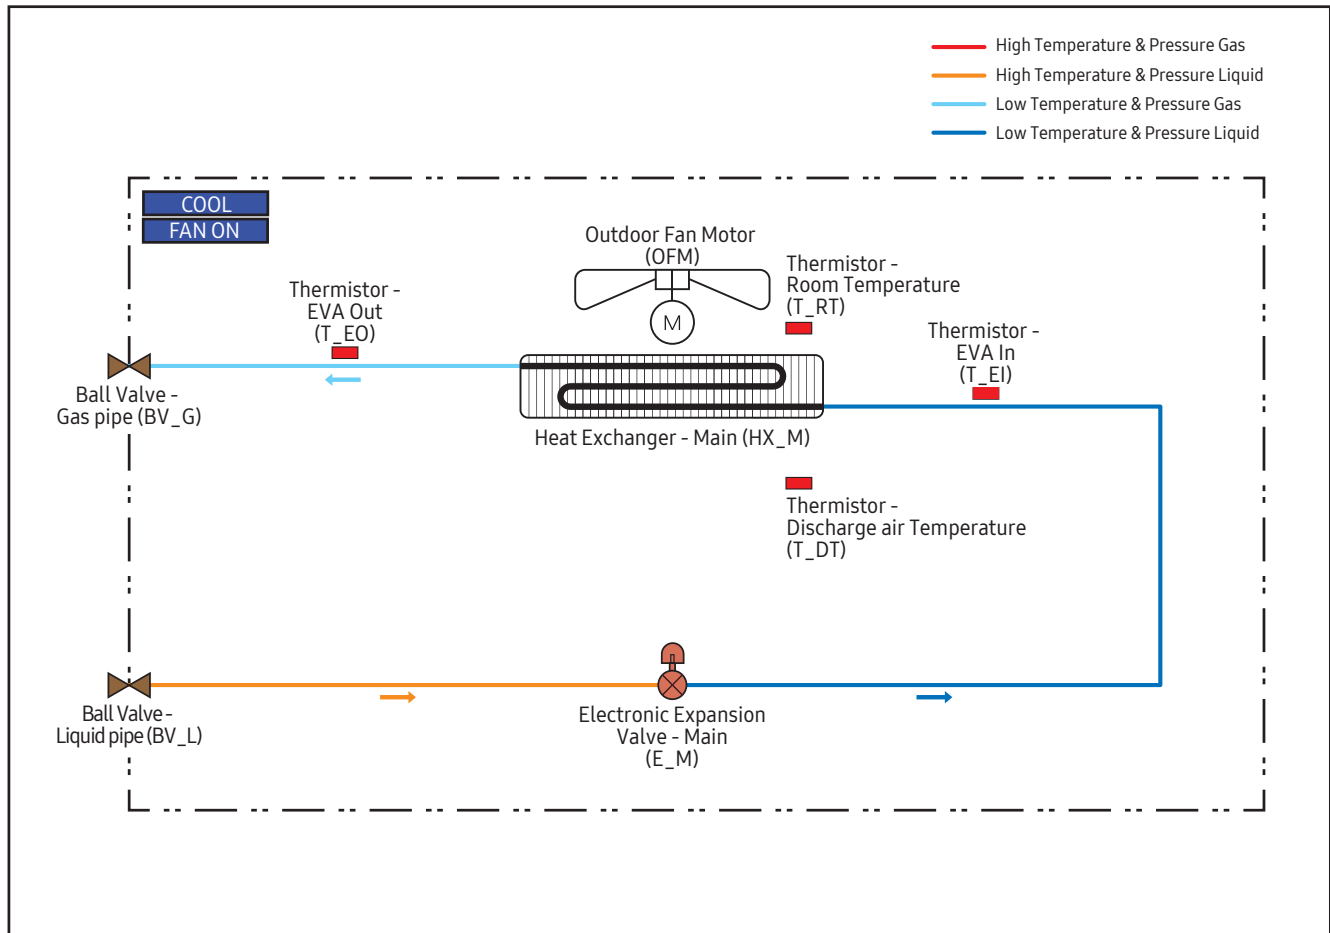 High Temperature & Pressure Gas
High Temperature & Pressure Liquid
Low Temperature & Pressure Gas
Low Temperature & Pressure Liquid
COOL
FAN ON
Outdoor Fan Motor
(OFM)
M
Thermistor -
Room Temperature
(T_RT)
Thermistor -
EVA Out
(T_EO)
Thermistor -
EVA In
(T_EI)
Ball Valve -
Gas pipe (BV_G)
Heat Exchanger - Main (HX_M)
Thermistor -
Discharge air Temperature
(T_DT)
Ball Valve -
Liquid pipe (BV_L)
Electronic Expansion
Valve - Main
(E_M)